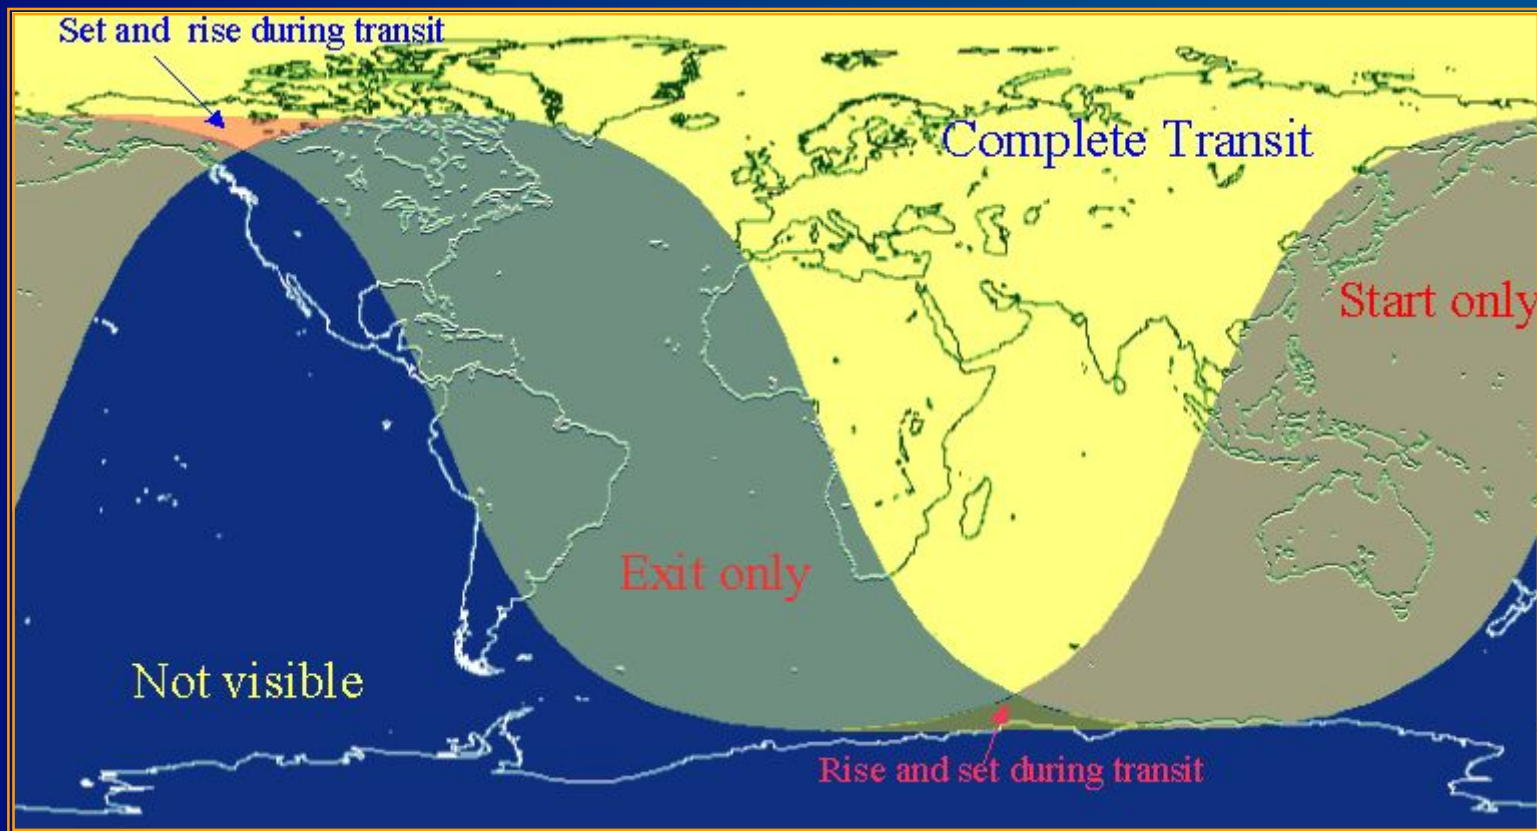 Set and rise during transit
Complete Transit
Start only
Exit only
Not visible
Rise and set during transit